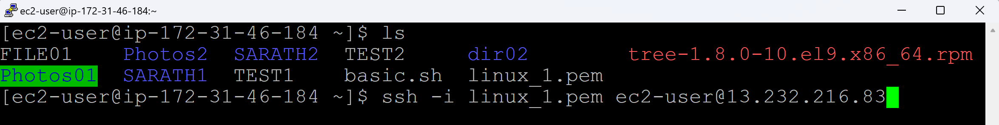 ec2-user@ip-172-31-46-184:~
[ec2-user@ip-172-31-46-184 ~]$ ls
FILE01 Photos2 SARATH2 TEST2 dir02 tree-1.8.0-10.el9.x86_64.rpm
Photos01 SARATH1 TEST1 basic.sh linux_1.pem
[ec2-user@ip-172-31-46-184 ~]$ ssh -i linux_1.pem ec2-user@13.232.216.83